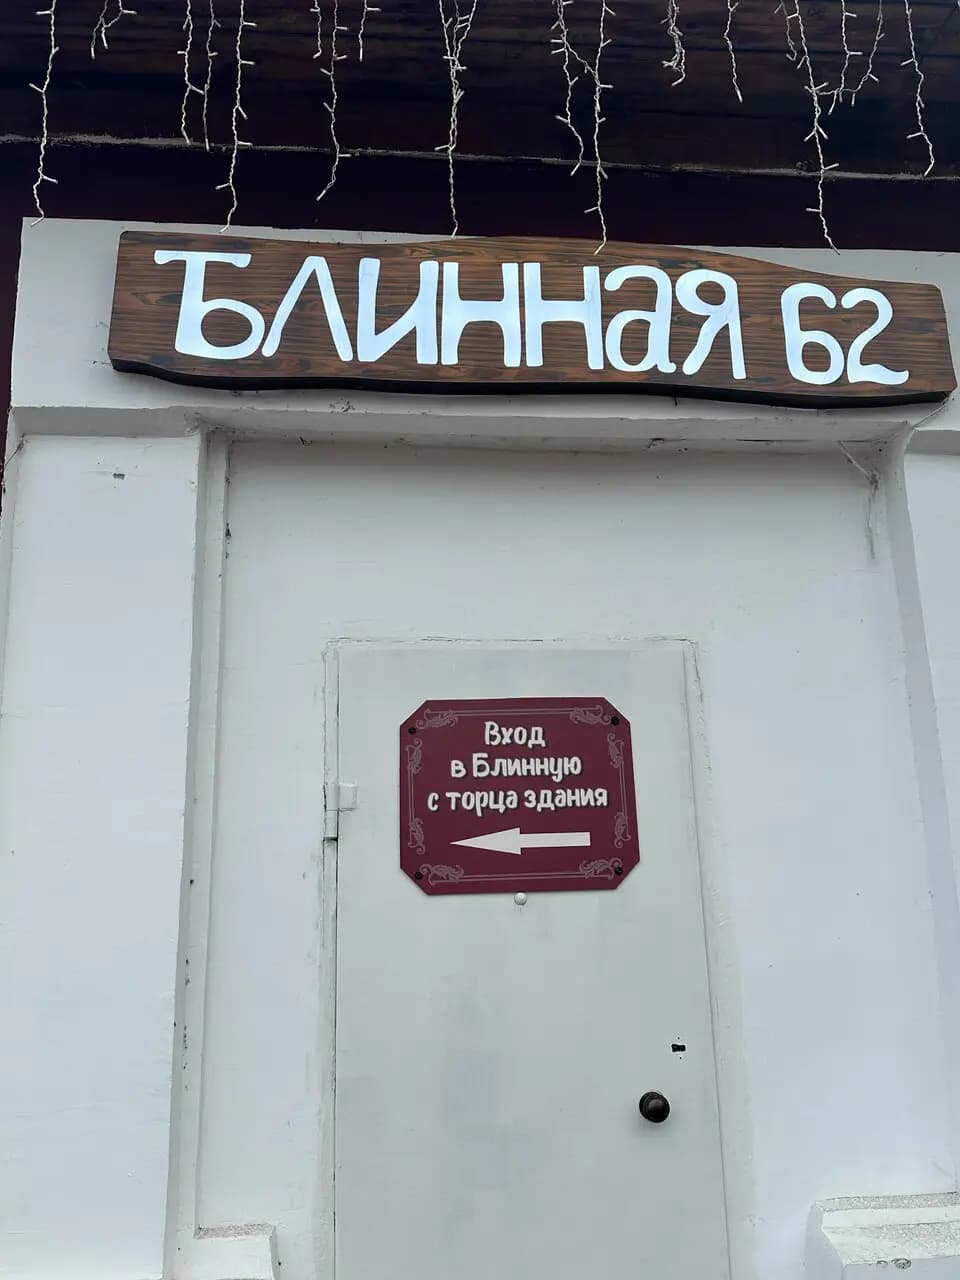 Блинная 62
Вход
в Блинную
с торца здания